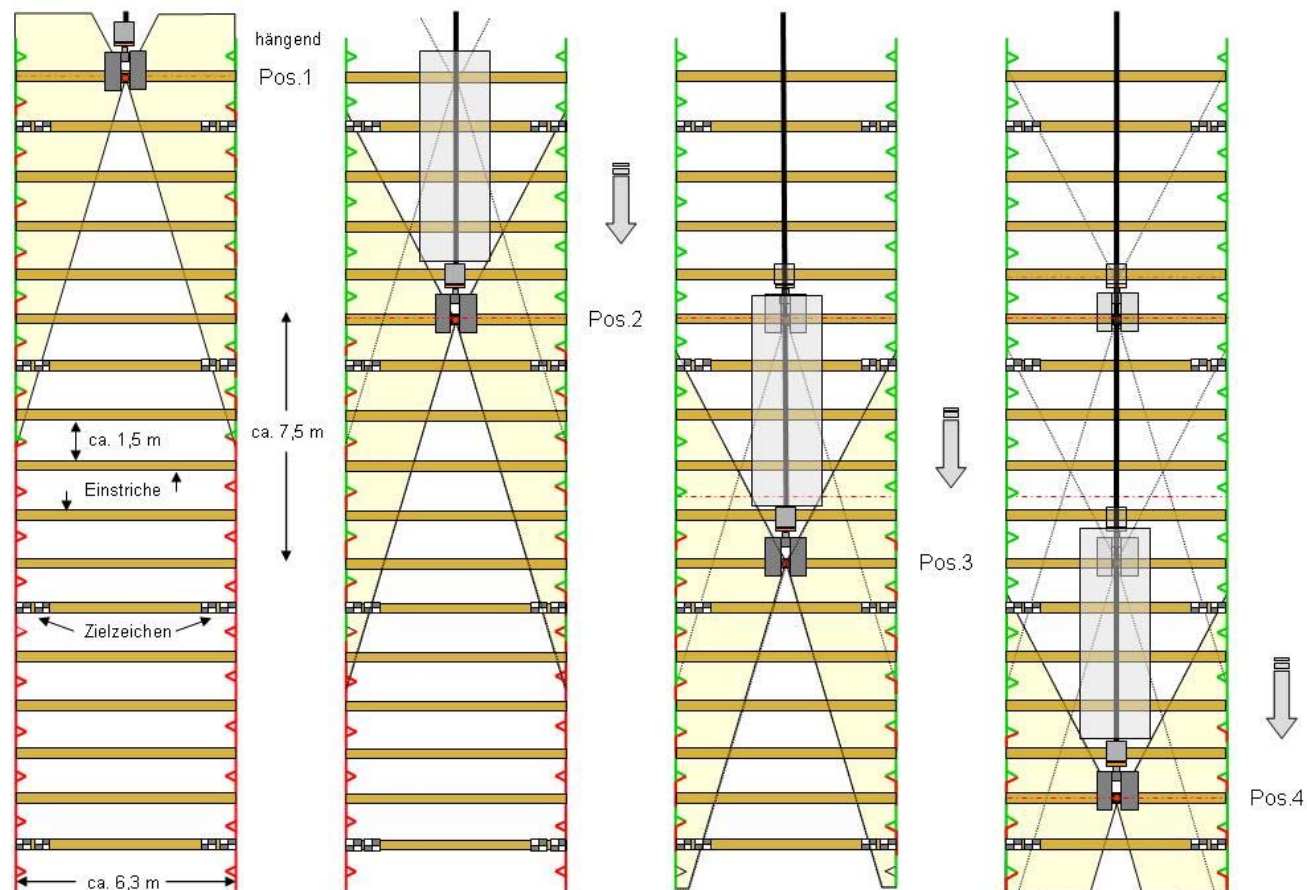 hängend
Pos.1
Pos.2
ca. 1,5 m
ca. 7,5 m
Einstriche
Pos.3
Zielzeichen
Pos.4
ca. 6,3 m